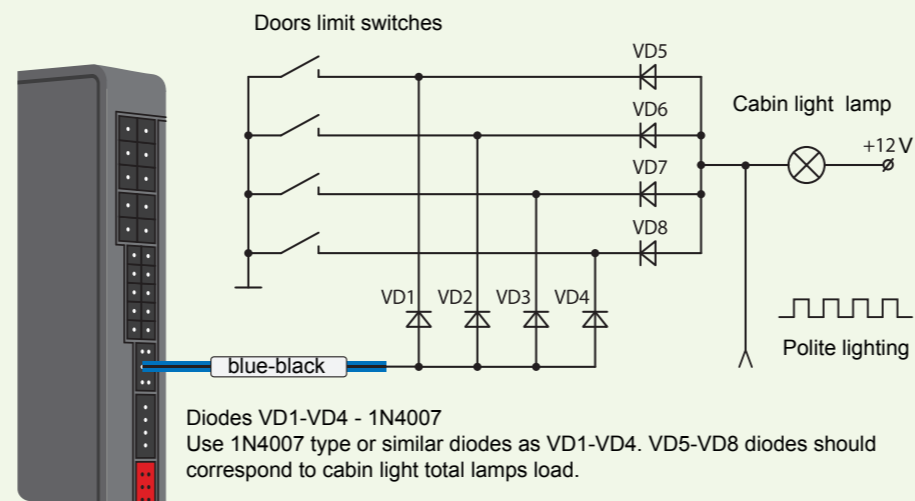 Doors limit switches
VD5
VD6
Cabin light lamp
+12 V
VD7
VD8
VD1 VD2 VD3 VD4
Polite lighting
blue-black
Diodes VD1-VD4 - 1N4007
Use 1N4007 type or similar diodes as VD1-VD4. VD5-VD8 diodes should
correspond to cabin light total lamps load.